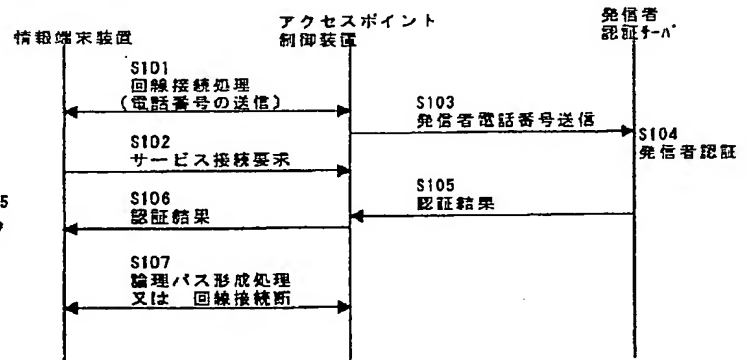 情報端末装置
アクセスポイント
制御装置
発信者
認証サーバ
S101
回線接続処理
(電話番号の送信)
S103
発信者電話番号送信
S104
発信者認証
S102
サービス接続要求
S105
認証結果
S106
認証結果
5
S107
論理パス形成処理
又は 回線接続断